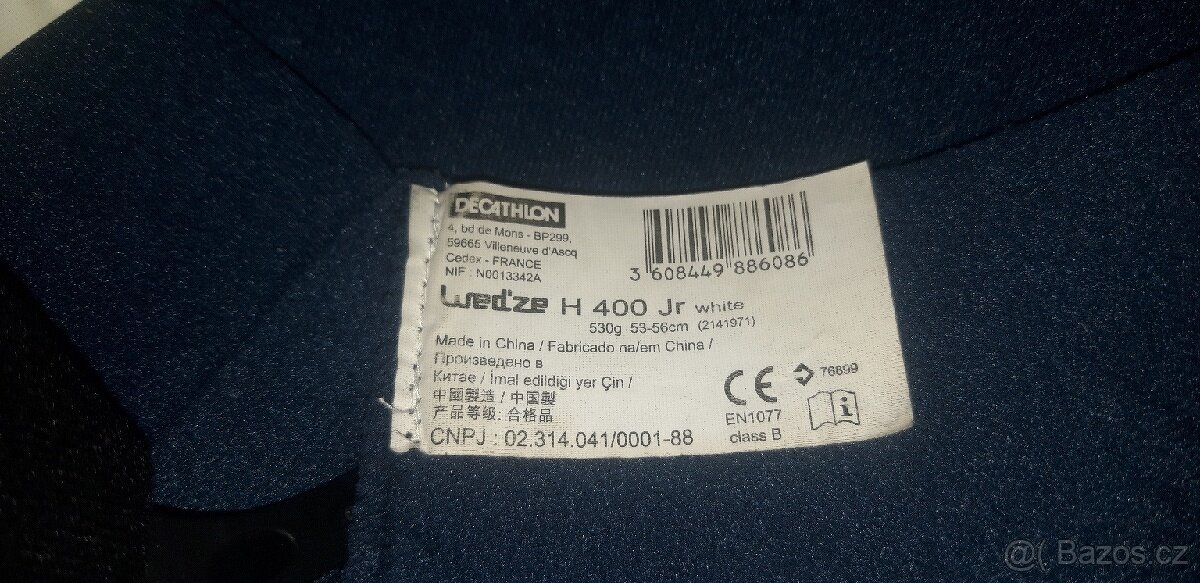 DECATHLON
4, bd de Mons - BP299,
59665 Villeneuve d'Ascq
Cedex - FRANCE
NIF : N0013342A
3 608449 886086
Wed'ze H 400 Jr white
530g 53-56cm (2141971)
Made in China / Fabricado na/em China /
Произведено в
Китае / İmal edildiği yer Çin /
中國製造 / 中国製
产品等级: 合格品
CNPJ : 02.314.041/0001-88
CE
76899
EN1077
class B
i
@( Bazos.cz